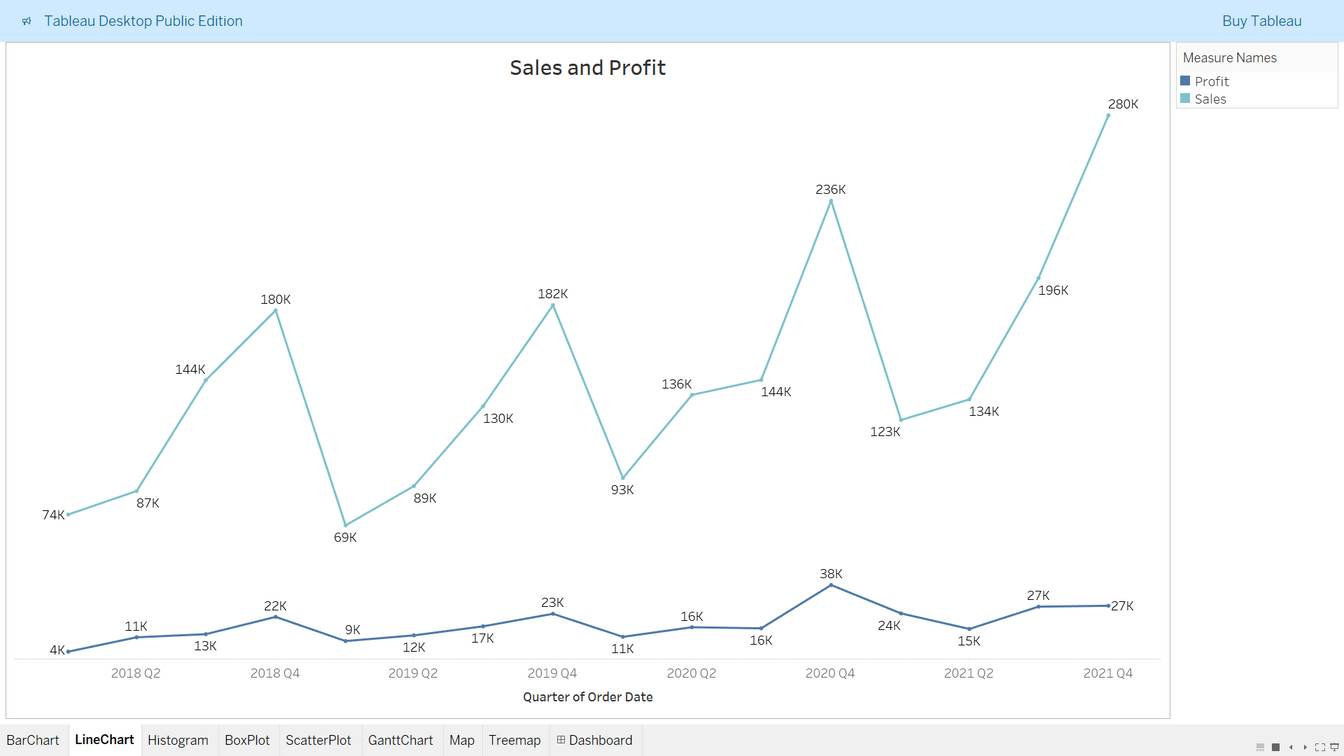 Tableau Desktop Public Edition
Buy Tableau
Sales and Profit
Measure Names
Profit
Sales
280K
236K
196K
182K
180K
144K
136K
144K
130K
134K
123K
93K
89K
87K
74K
69K
38K
27K
27K
24K
23K
22K
16K
16K
17K
15K
11K
13K
9K
12K
11K
4K
2018 Q2
2018 Q4
2019 Q2
2019 Q4
2020 Q2
2020 Q4
2021 Q2
2021 Q4
Quarter of Order Date
BarChart
LineChart
Histogram
BoxPlot
ScatterPlot
GanttChart
Map
Treemap
Dashboard